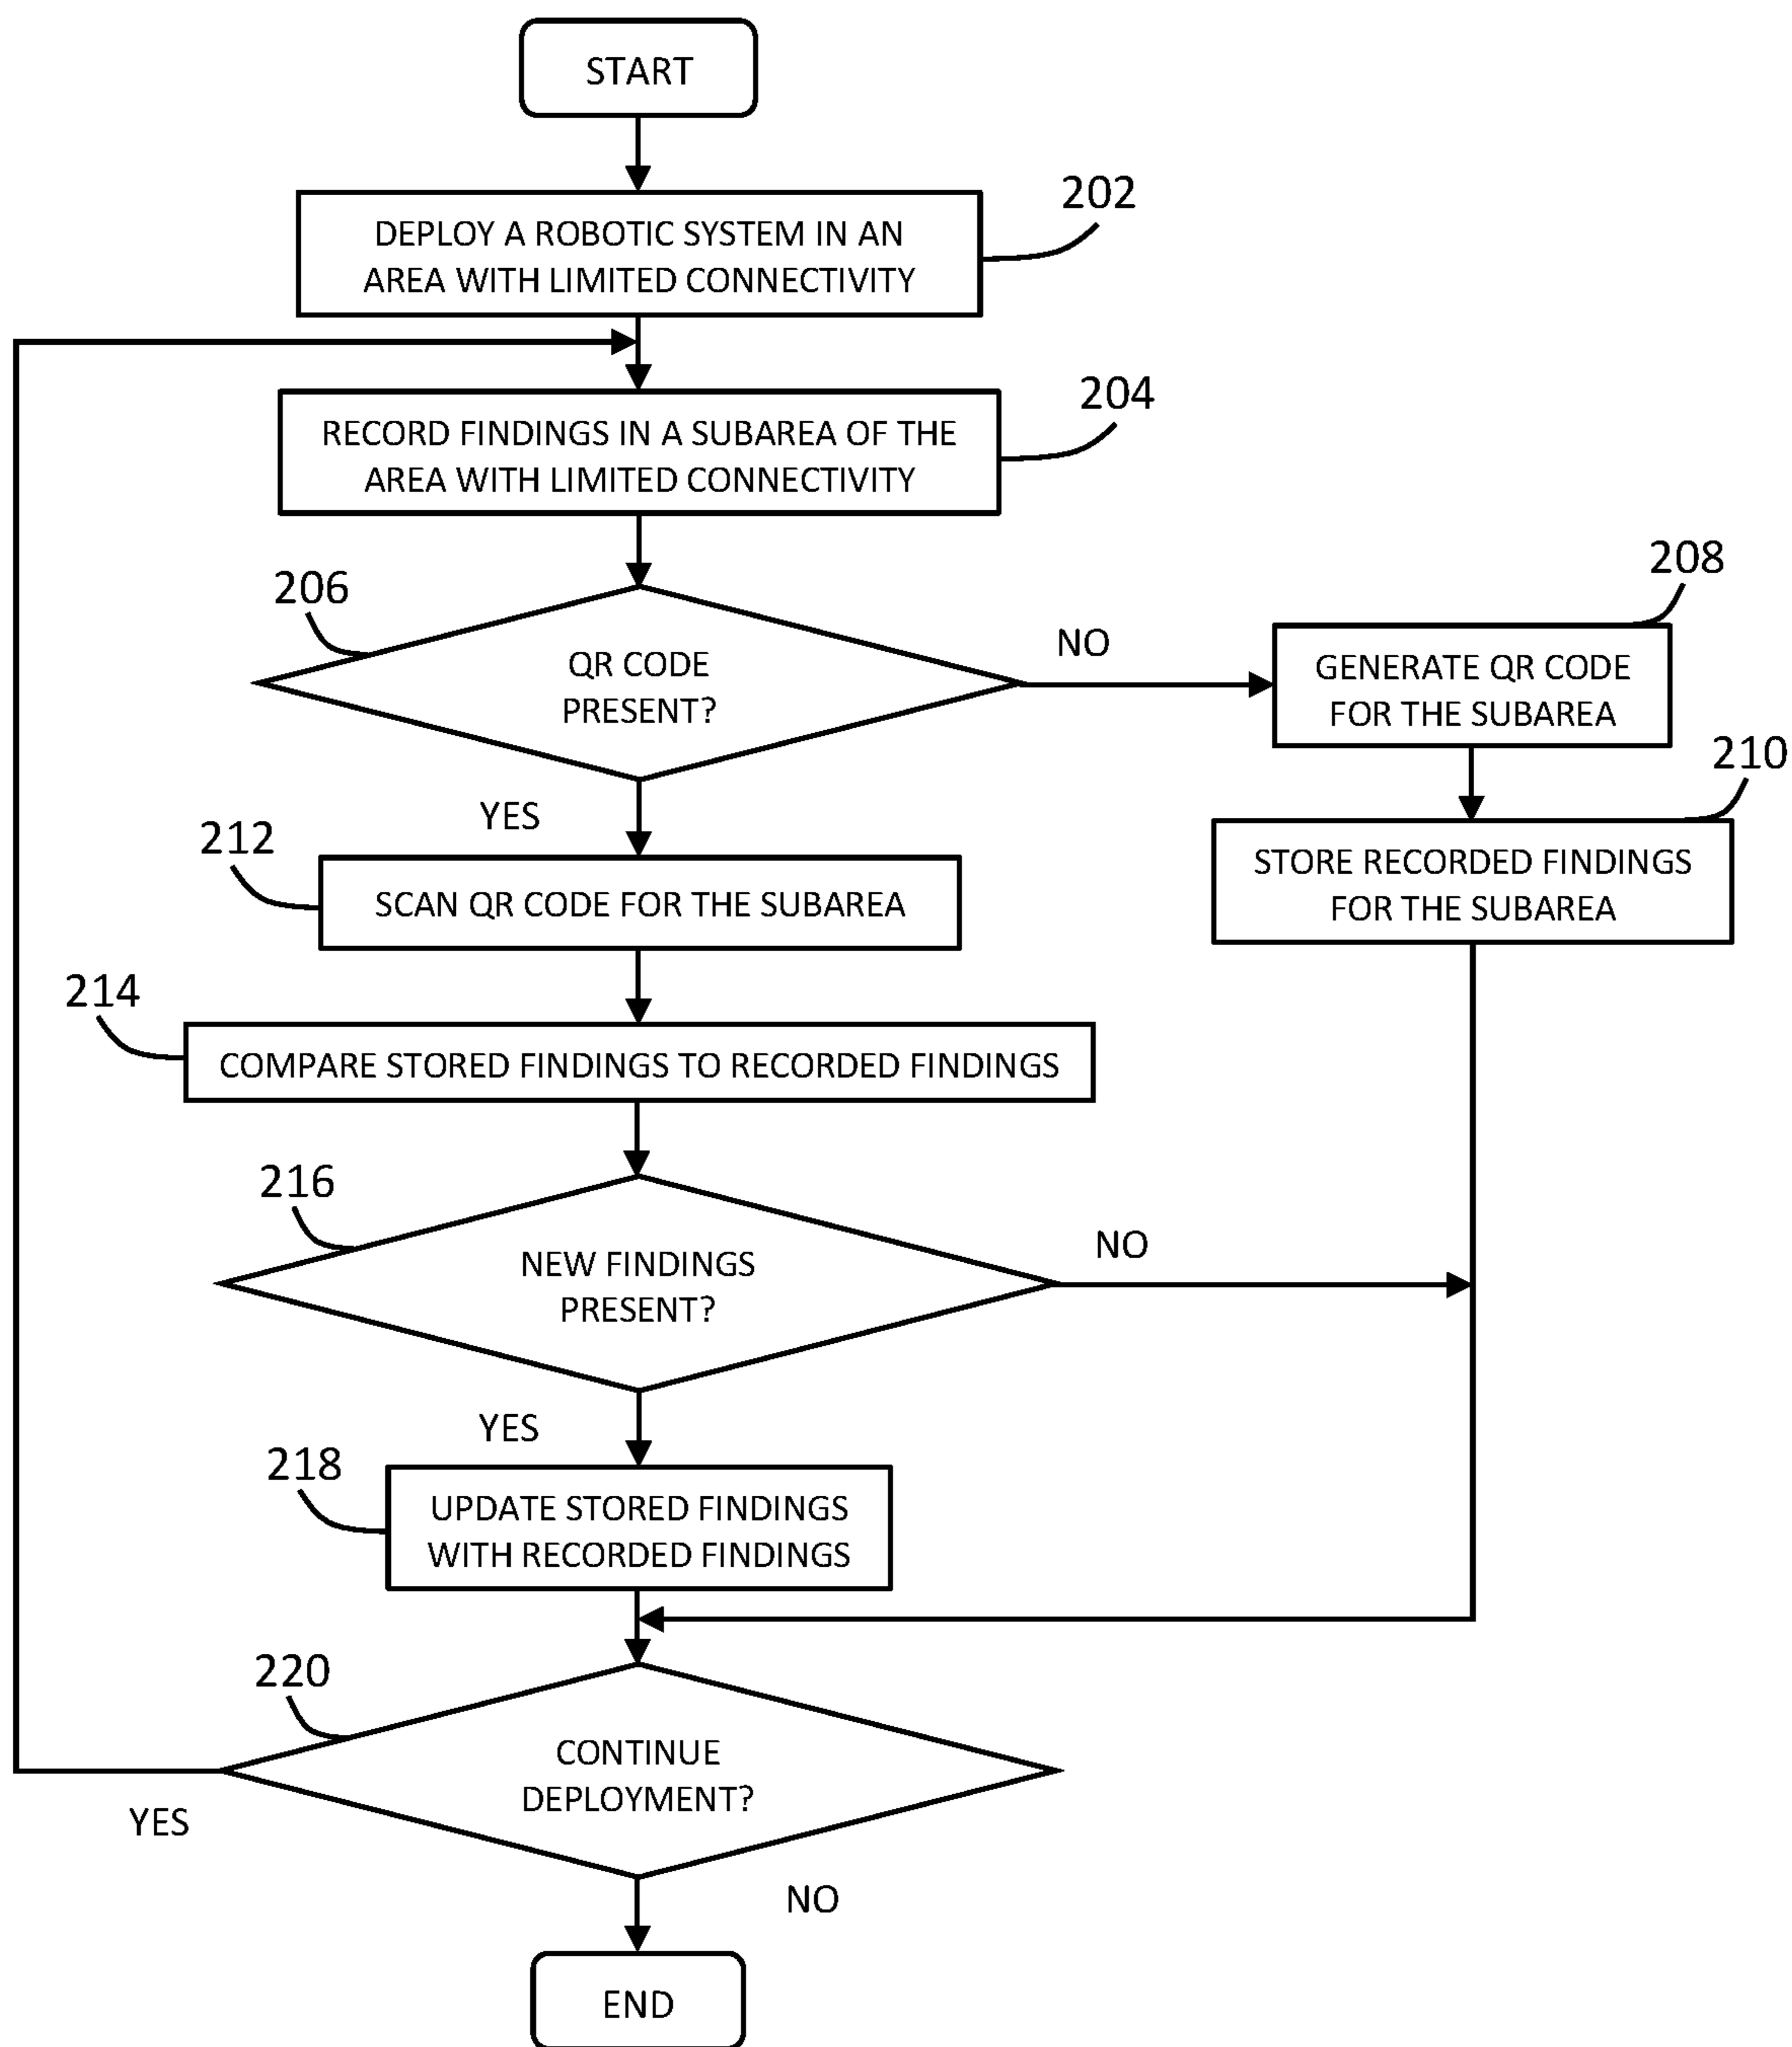 START
202
DEPLOY A ROBOTIC SYSTEM IN AN
AREA WITH LIMITED CONNECTIVITY
204
RECORD FINDINGS IN A SUBAREA OF THE
AREA WITH LIMITED CONNECTIVITY
206
QR CODE
PRESENT?
NO
208
GENERATE QR CODE
FOR THE SUBAREA
210
STORE RECORDED FINDINGS
FOR THE SUBAREA
YES
212
SCAN QR CODE FOR THE SUBAREA
214
COMPARE STORED FINDINGS TO RECORDED FINDINGS
216
NEW FINDINGS
PRESENT?
NO
YES
218
UPDATE STORED FINDINGS
WITH RECORDED FINDINGS
220
CONTINUE
DEPLOYMENT?
YES
NO
END